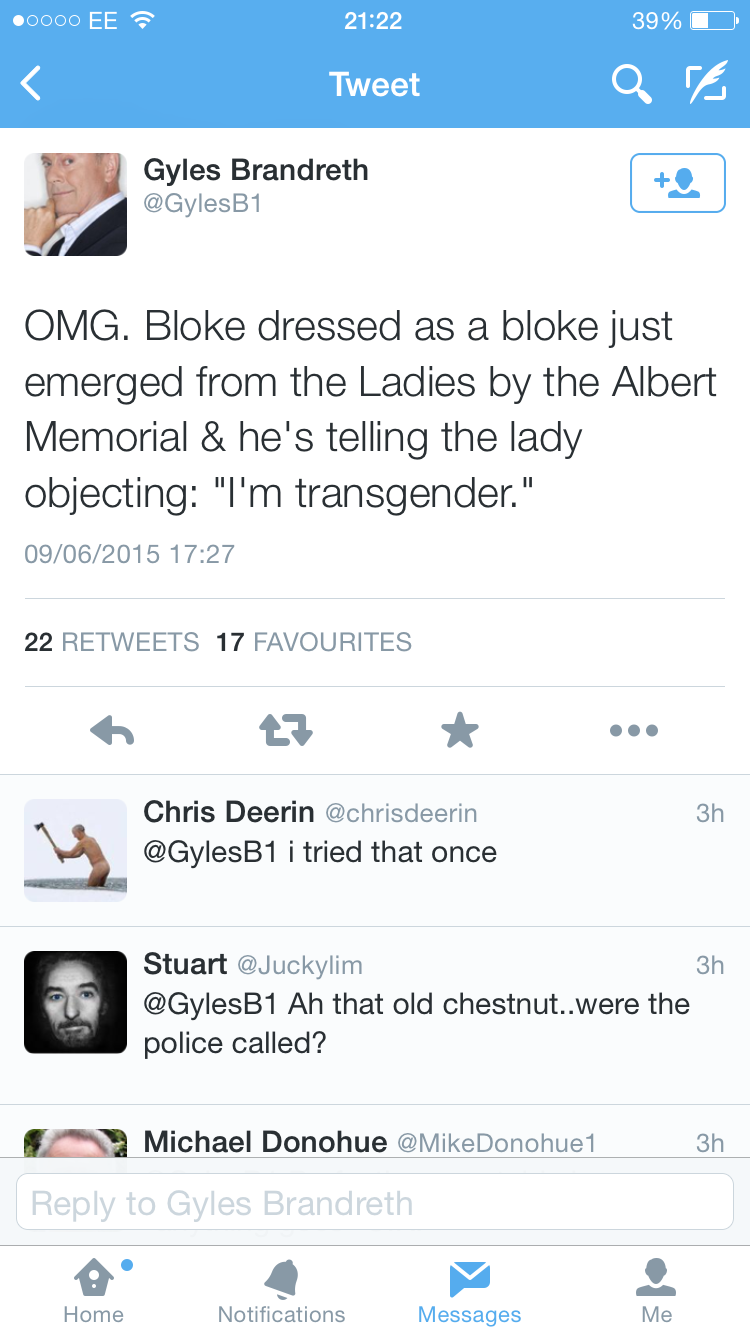 EE 21:22 39%
Tweet
Gyles Brandreth
@GylesB1
OMG. Bloke dressed as a bloke just
emerged from the Ladies by the Albert
Memorial & he's telling the lady
objecting: "I'm transgender."
09/06/2015 17:27
22 RETWEETS 17 FAVOURITES
Chris Deerin @chrisdeerin 3h
@GylesB1 i tried that once
Stuart @Juckylim 3h
@GylesB1 Ah that old chestnut..were the
police called?
Michael Donohue @MikeDonohue1 3h
Reply to Gyles Brandreth
Home Notifications Messages Me